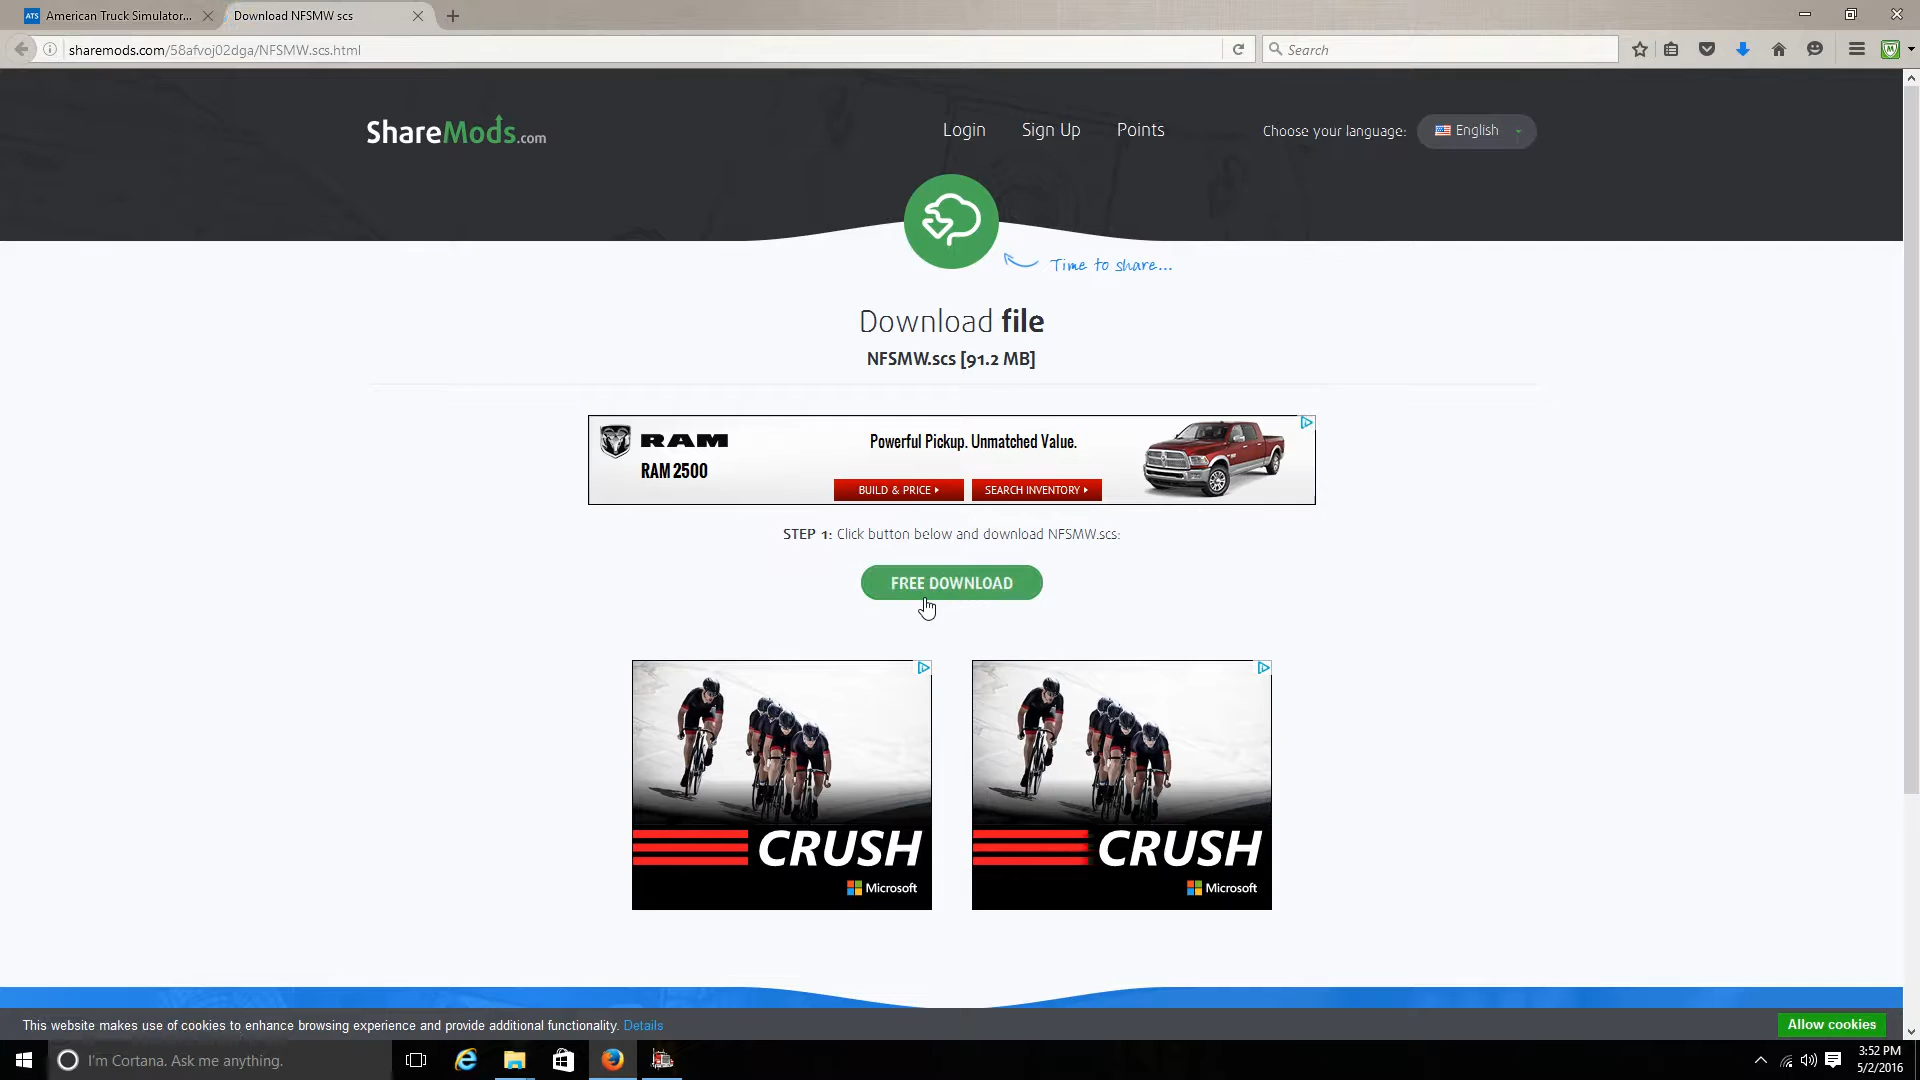 ATS American Truck Simulator...
Download NFSMW scs
sharemods.com/58afvoj02dga/NFSMW.scs.html
Search
ShareMods.com
Login
Sign Up
Points
Choose your language:
English
Time to share...
Download file
NFSMW.scs [91.2 MB]
RAM
RAM 2500
Powerful Pickup. Unmatched Value.
BUILD & PRICE
SEARCH INVENTORY
STEP 1: Click button below and download NFSMW.scs:
FREE DOWNLOAD
CRUSH
Microsoft
CRUSH
Microsoft
This website makes use of cookies to enhance browsing experience and provide additional functionality. Details
Allow cookies
I'm Cortana. Ask me anything.
3:52 PM
5/2/2016